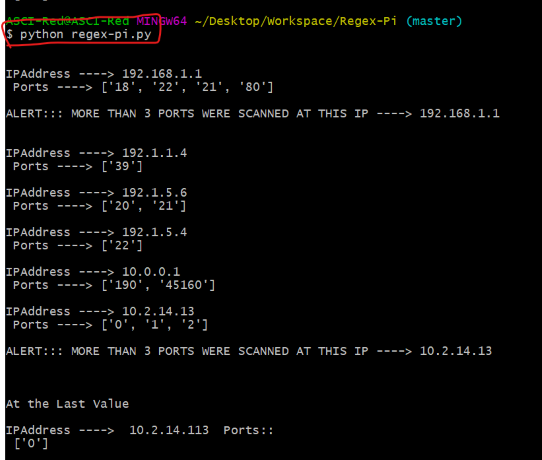 ASCI-Red@ASCI-Red MINGW64 ~/Desktop/Workspace/Regex-Pi (master)
$ python regex-pi.py
IPAddress ----> 192.168.1.1
Ports ----> ['18', '22', '21', '80']
ALERT::: MORE THAN 3 PORTS WERE SCANNED AT THIS IP ----> 192.168.1.1
IPAddress ----> 192.1.1.4
Ports ----> ['39']
IPAddress ----> 192.1.5.6
Ports ----> ['20', '21']
IPAddress ----> 192.1.5.4
Ports ----> ['22']
IPAddress ----> 10.0.0.1
Ports ----> ['190', '45160']
IPAddress ----> 10.2.14.13
Ports ----> ['0', '1', '2']
ALERT::: MORE THAN 3 PORTS WERE SCANNED AT THIS IP ----> 10.2.14.13
At the Last Value
IPAddress ---->  10.2.14.113  Ports::
['0']